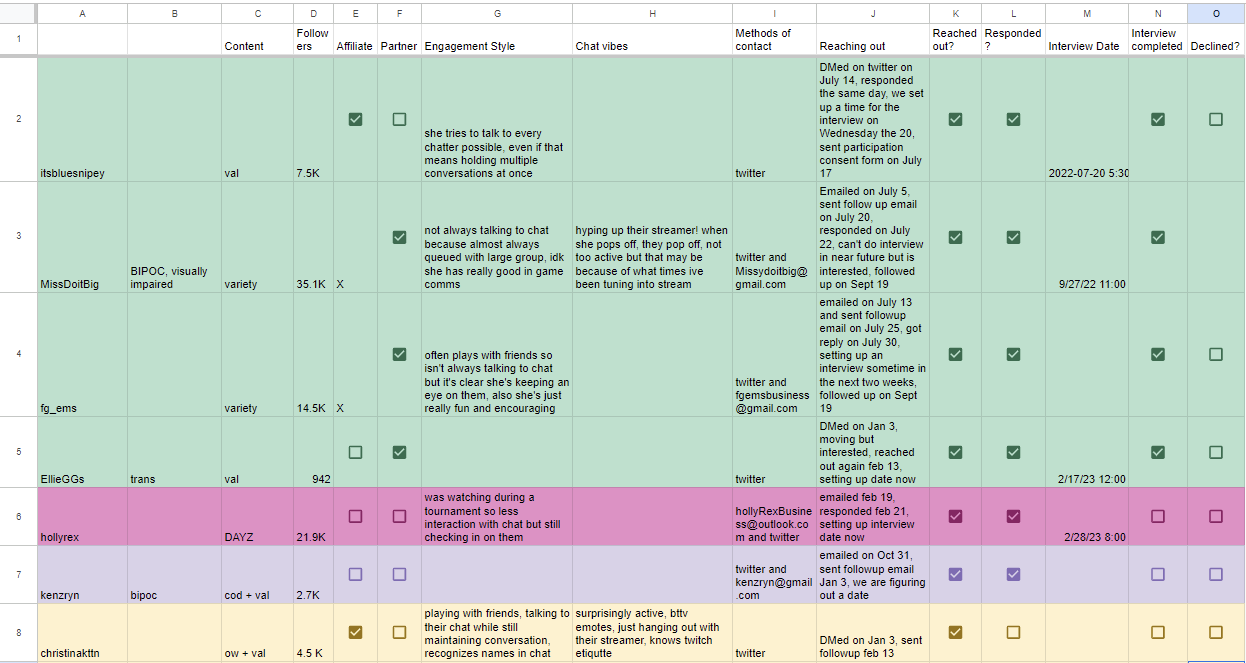 A B C D E F G H I J K L M N O
1
Content
Follow
ers
Affiliate
Partner
Engagement Style
Chat vibes
Methods of
contact
Reaching out
Reached
out?
Responded
?
Interview Date
Interview
completed
Declined?
2
itsbluesnipey
val
7.5K
she tries to talk to every
chatter possible, even if that
means holding multiple
conversations at once
twitter
DMed on twitter on
July 14, responded
the same day, we set
up a time for the
interview on
Wednesday the 20,
sent participation
consent form on July
17
2022-07-20 5:30
3
MissDoitBig
BIPOC, visually
impaired
variety
35.1K
X
not always talking to chat
because almost always
queued with large group, idk
she has really good in game
comms
hyping up their streamer! when
she pops off, they pop off, not
too active but that may be
because of what times ive
been tuning into stream
twitter and
Missydoitbig@
gmail.com
Emailed on July 5,
sent follow up email
on July 20,
responded on July
22, can't do interview
in near future but is
interested, followed
up on Sept 19
9/27/22 11:00
4
fg_ems
variety
14.5K
X
often plays with friends so
isn't always talking to chat
but it's clear she's keeping an
eye on them, also she's just
really fun and encouraging
twitter and
fgemsbusiness
@gmail.com
emailed on July 13
and sent followup
email on July 25, got
reply on July 30,
setting up an
interview sometime in
the next two weeks,
followed up on Sept
19
5
EllieGGs
trans
val
942
twitter
DMed on Jan 3,
moving but
interested, reached
out again feb 13,
setting up date now
2/17/23 12:00
6
hollyrex
DAYZ
21.9K
was watching during a
tournament so less
interaction with chat but still
checking in on them
hollyRexBusine
ss@outlook.co
m and twitter
emailed feb 19,
responded feb 21,
setting up interview
date now
2/28/23 8:00
7
kenzryn
bipoc
cod + val
2.7K
twitter and
kenzryn@gmail
.com
emailed on Oct 31,
sent followup email
Jan 3, we are figuring
out a date
8
christinakttn
ow + val
4.5 K
playing with friends, talking to
their chat while still
maintaining conversation,
recognizes names in chat
surprisingly active, bttv
emotes, just hanging out with
their streamer, knows twitch
etiqutte
twitter
DMed on Jan 3, sent
followup feb 13